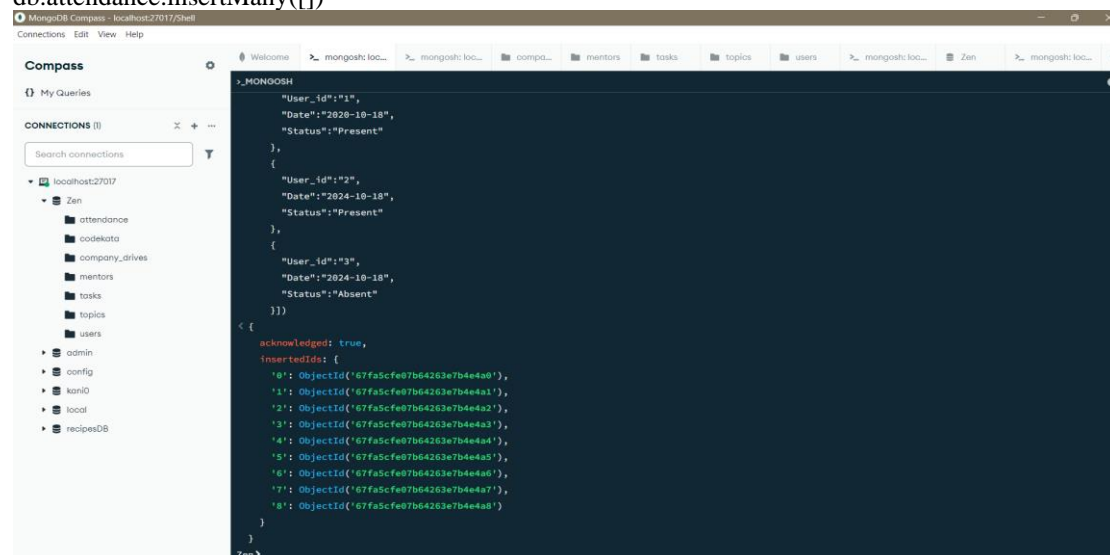 db.attendance.insertMany([])
MongoDB Compass - localhost:27017/Shell
Connections Edit View Help
Compass
{} My Queries
CONNECTIONS (1)
Search connections
localhost:27017
Zen
attendance
codekata
company_drives
mentors
tasks
topics
users
admin
config
kani0
local
recipesDB
Welcome >_ mongosh: loc... >_ mongosh: loc... compa... mentors tasks topics users >_ mongosh: loc... Zen >_ mongosh: loc...
>_MONGOSH
"User_id":"1",
"Date":"2020-10-18",
"Status":"Present"
},
{
"User_id":"2",
"Date":"2024-10-18",
"Status":"Present"
},
{
"User_id":"3",
"Date":"2024-10-18",
"Status":"Absent"
}])
< {
acknowledged: true,
insertedIds: {
'0': ObjectId('67fa5cfe07b64263e7b4e4a0'),
'1': ObjectId('67fa5cfe07b64263e7b4e4a1'),
'2': ObjectId('67fa5cfe07b64263e7b4e4a2'),
'3': ObjectId('67fa5cfe07b64263e7b4e4a3'),
'4': ObjectId('67fa5cfe07b64263e7b4e4a4'),
'5': ObjectId('67fa5cfe07b64263e7b4e4a5'),
'6': ObjectId('67fa5cfe07b64263e7b4e4a6'),
'7': ObjectId('67fa5cfe07b64263e7b4e4a7'),
'8': ObjectId('67fa5cfe07b64263e7b4e4a8')
}
}
Zen>